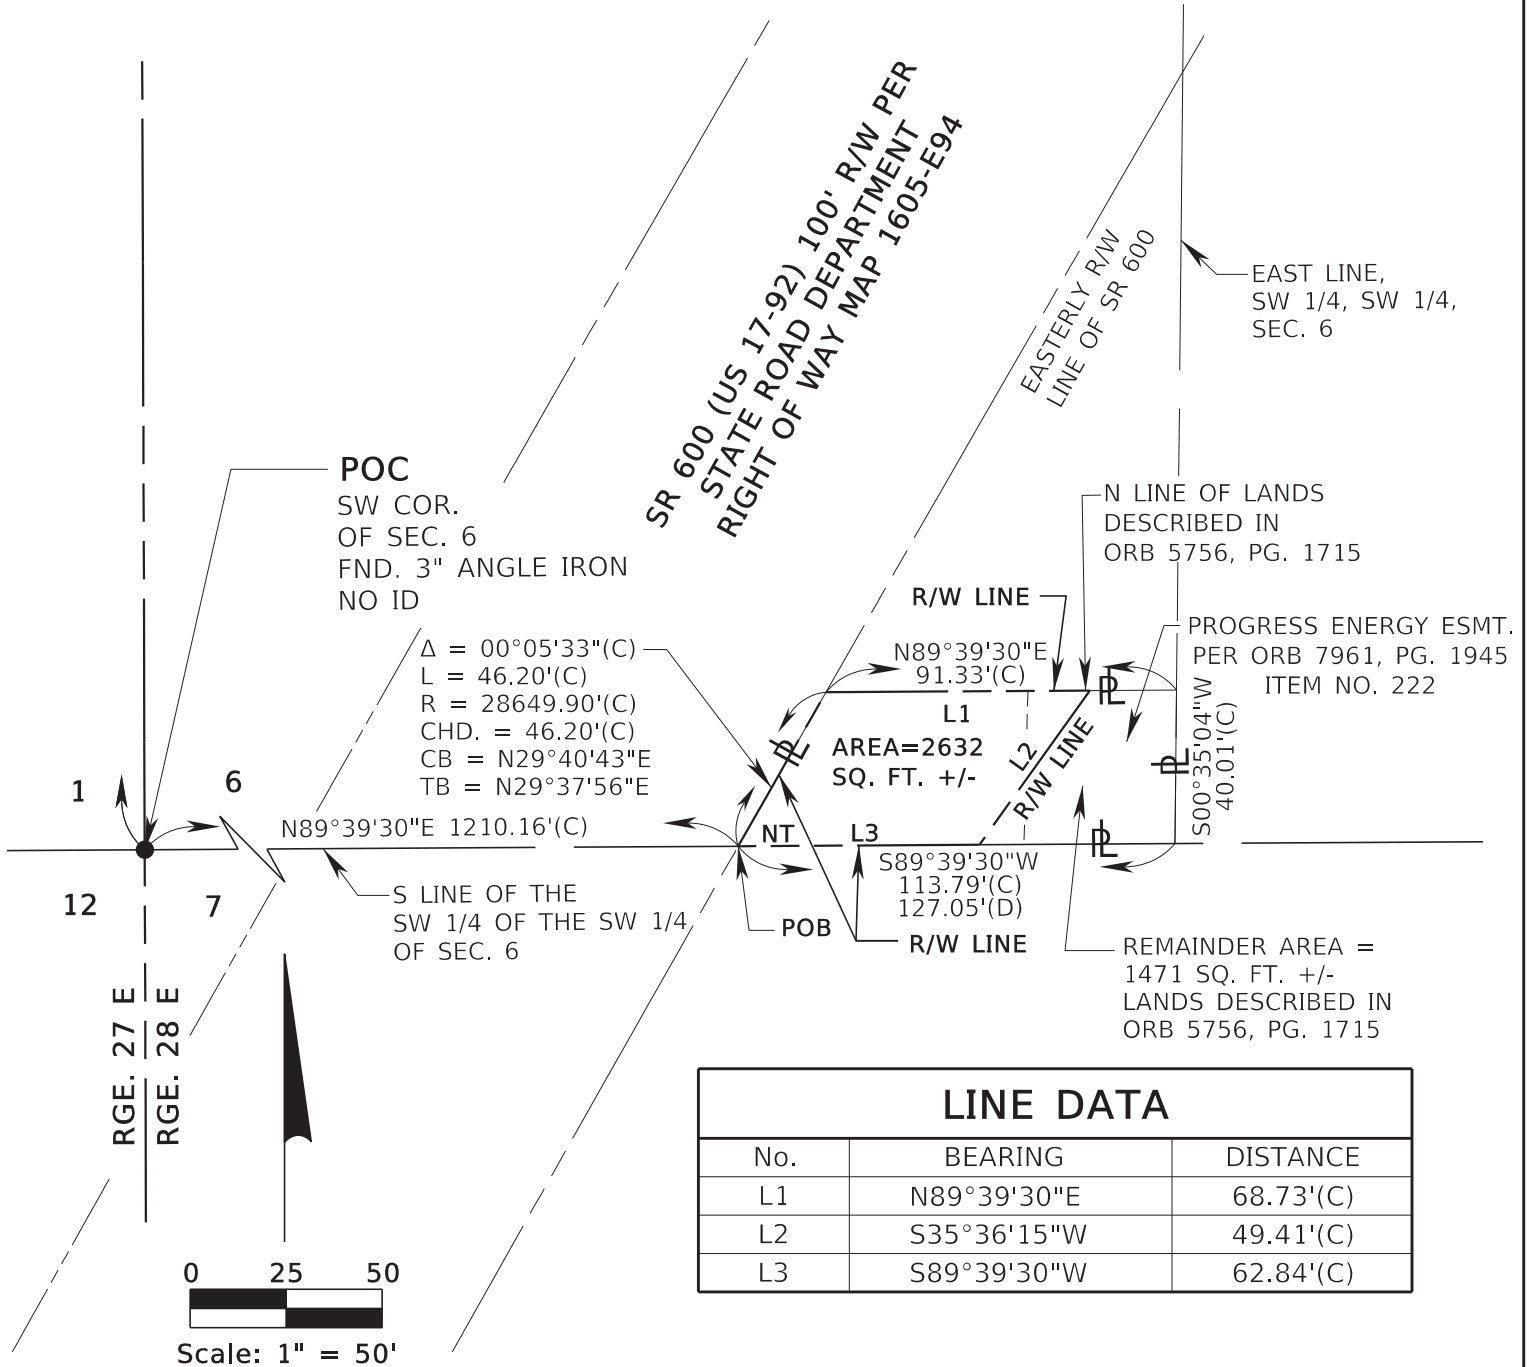 SR 600 (US 17-92) 100' R/W PER
STATE ROAD DEPARTMENT
RIGHT OF WAY MAP 1605-E94
EASTERLY R/W
LINE OF SR 600
EAST LINE,
SW 1/4, SW 1/4,
SEC. 6
POC
SW COR.
OF SEC. 6
FND. 3" ANGLE IRON
NO ID
N LINE OF LANDS
DESCRIBED IN
ORB 5756, PG. 1715
R/W LINE
PROGRESS ENERGY ESMT.
PER ORB 7961, PG. 1945
ITEM NO. 222
Δ = 00°05'33"(C)
L = 46.20'(C)
R = 28649.90'(C)
CHD. = 46.20'(C)
CB = N29°40'43"E
TB = N29°37'56"E
N89°39'30"E
91.33'(C)
PL
L1
AREA=2632
SQ. FT. +/-
PL
L2
R/W LINE
PL
S00°35'04"W
40.01'(C)
1
6
N89°39'30"E 1210.16'(C)
NT
L3
PL
S89°39'30"W
113.79'(C)
127.05'(D)
12
7
S LINE OF THE
SW 1/4 OF THE SW 1/4
OF SEC. 6
POB
R/W LINE
REMAINDER AREA =
1471 SQ. FT. +/-
LANDS DESCRIBED IN
ORB 5756, PG. 1715
RGE. 27 E
RGE. 28 E
LINE DATA
No. BEARING DISTANCE
L1 N89°39'30"E 68.73'(C)
L2 S35°36'15"W 49.41'(C)
L3 S89°39'30"W 62.84'(C)
0 25 50
Scale: 1" = 50'